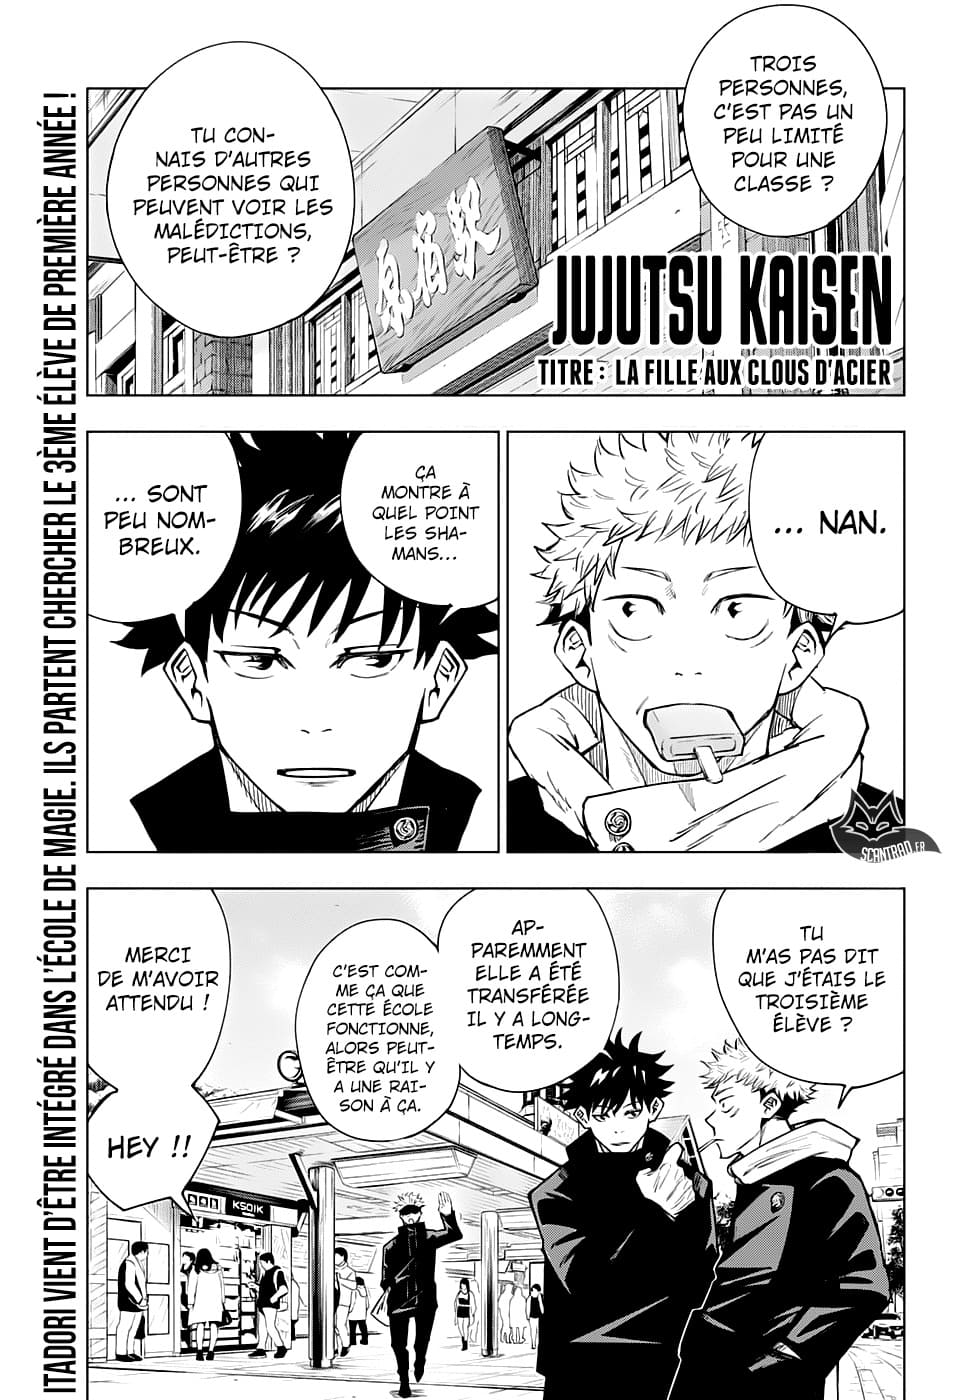 ITADORI VIENT D'ÊTRE INTÉGRÉ DANS L'ÉCOLE DE MAGIE. ILS PARTENT CHERCHER LE 3ÈME ÉLÈVE DE PREMIÈRE ANNÉE !
TROIS
PERSONNES,
C'EST PAS UN
PEU LIMITÉ
POUR UNE
CLASSE ?
TU CON-
NAIS D'AUTRES
PERSONNES QUI
PEUVENT VOIR LES
MALÉDICTIONS,
PEUT-ÊTRE ?
JUJUTSU KAISEN
TITRE : LA FILLE AUX CLOUS D'ACIER
... NAN.
ÇA
MONTRE À
QUEL POINT
LES SHA-
MANS...
... SONT
PEU NOM-
BREUX.
SCANTRAD.FR
TU
M'AS PAS DIT
QUE J'ÉTAIS LE
TROISIÈME
ÉLÈVE ?
AP-
PAREMMENT
ELLE A ÉTÉ
TRANSFÉRÉE
IL Y A LONG-
TEMPS.
C'EST COM-
ME ÇA QUE
CETTE ÉCOLE
FONCTIONNE,
ALORS PEUT-
ÊTRE QU'IL Y
A UNE RAI-
SON À ÇA.
MERCI
DE M'AVOIR
ATTENDU !
HEY !!
KSOIK